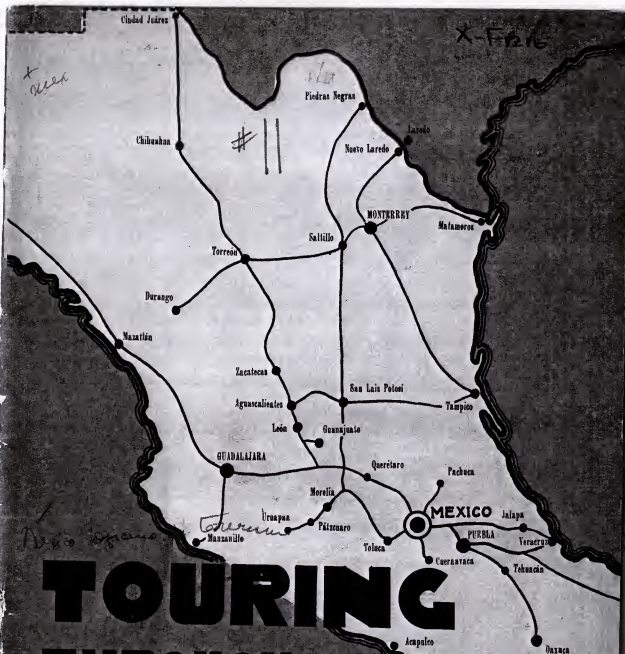 Ciudad Juárez
X-F1216
Piedras Negras
# 11
Chihuahua
Laredo
Nuevo Laredo
MONTERREY
Matamoros
Saltillo
Torreón
Durango
Mazatlán
Zacatecas
San Luis Potosí
Aguascalientes
Tampico
León
Guanajuato
GUADALAJARA
Querétaro
Pachuca
Morelia
MEXICO
Jalapa
Uruapan
Pátzcuaro
PUEBLA
Veracruz
Manzanillo
Toluca
Cuernavaca
Tehuacán
TOURING
Acapulco
Oaxaca